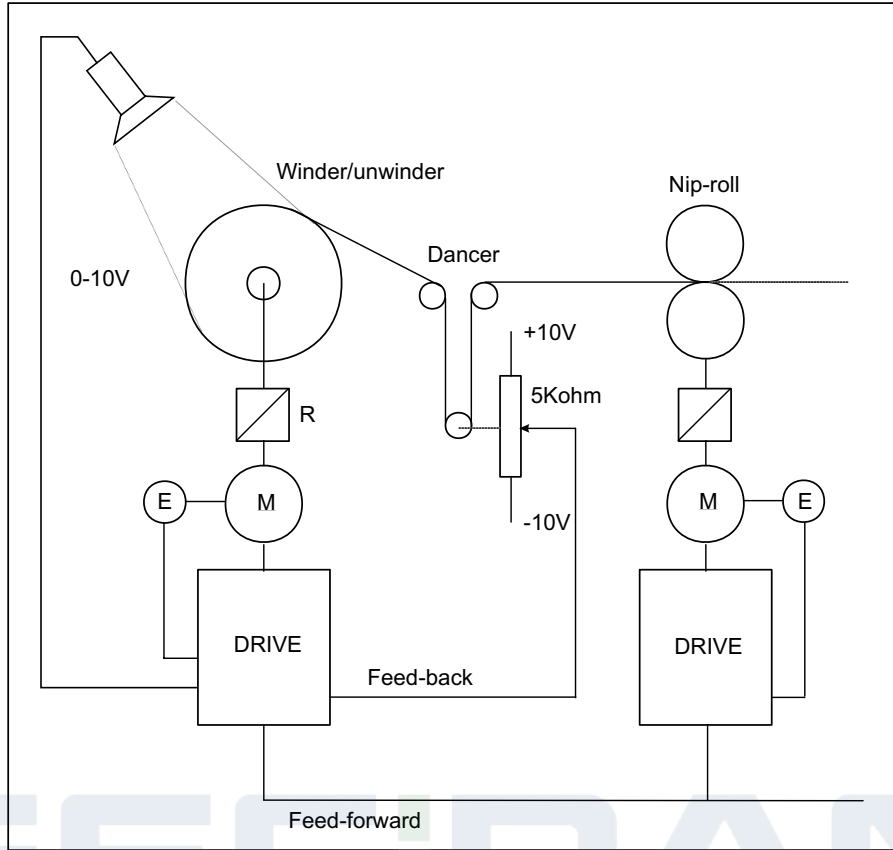 Winder/unwinder
Nip-roll
Dancer
0-10V
+10V
5Kohm
R
-10V
E
M
M
E
DRIVE
DRIVE
Feed-back
Feed-forward